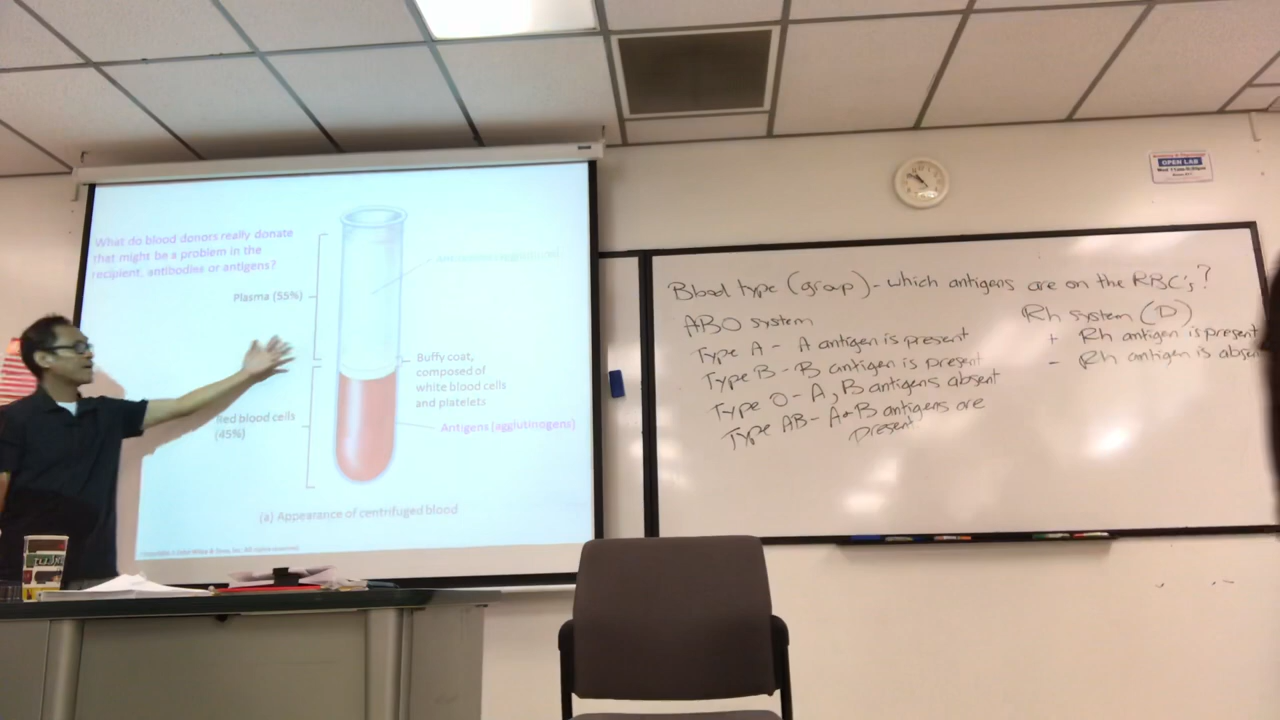 What do blood donors really donate
that might be a problem in the
recipient, antibodies or antigens?
Plasma (55%)
Buffy coat,
composed of
white blood cells
and platelets
Red blood cells
(45%)
Antigens (agglutinogens)
(a) Appearance of centrifuged blood
Blood type (group) - which antigens are on the RBC's?
ABO system
Type A - A antigen is present
Type B - B antigen is present
Type O - A, B antigens absent
Type AB - A + B antigens are
present
Rh system (D)
+ Rh antigen is present
- Rh antigen is absen
OPEN LAB